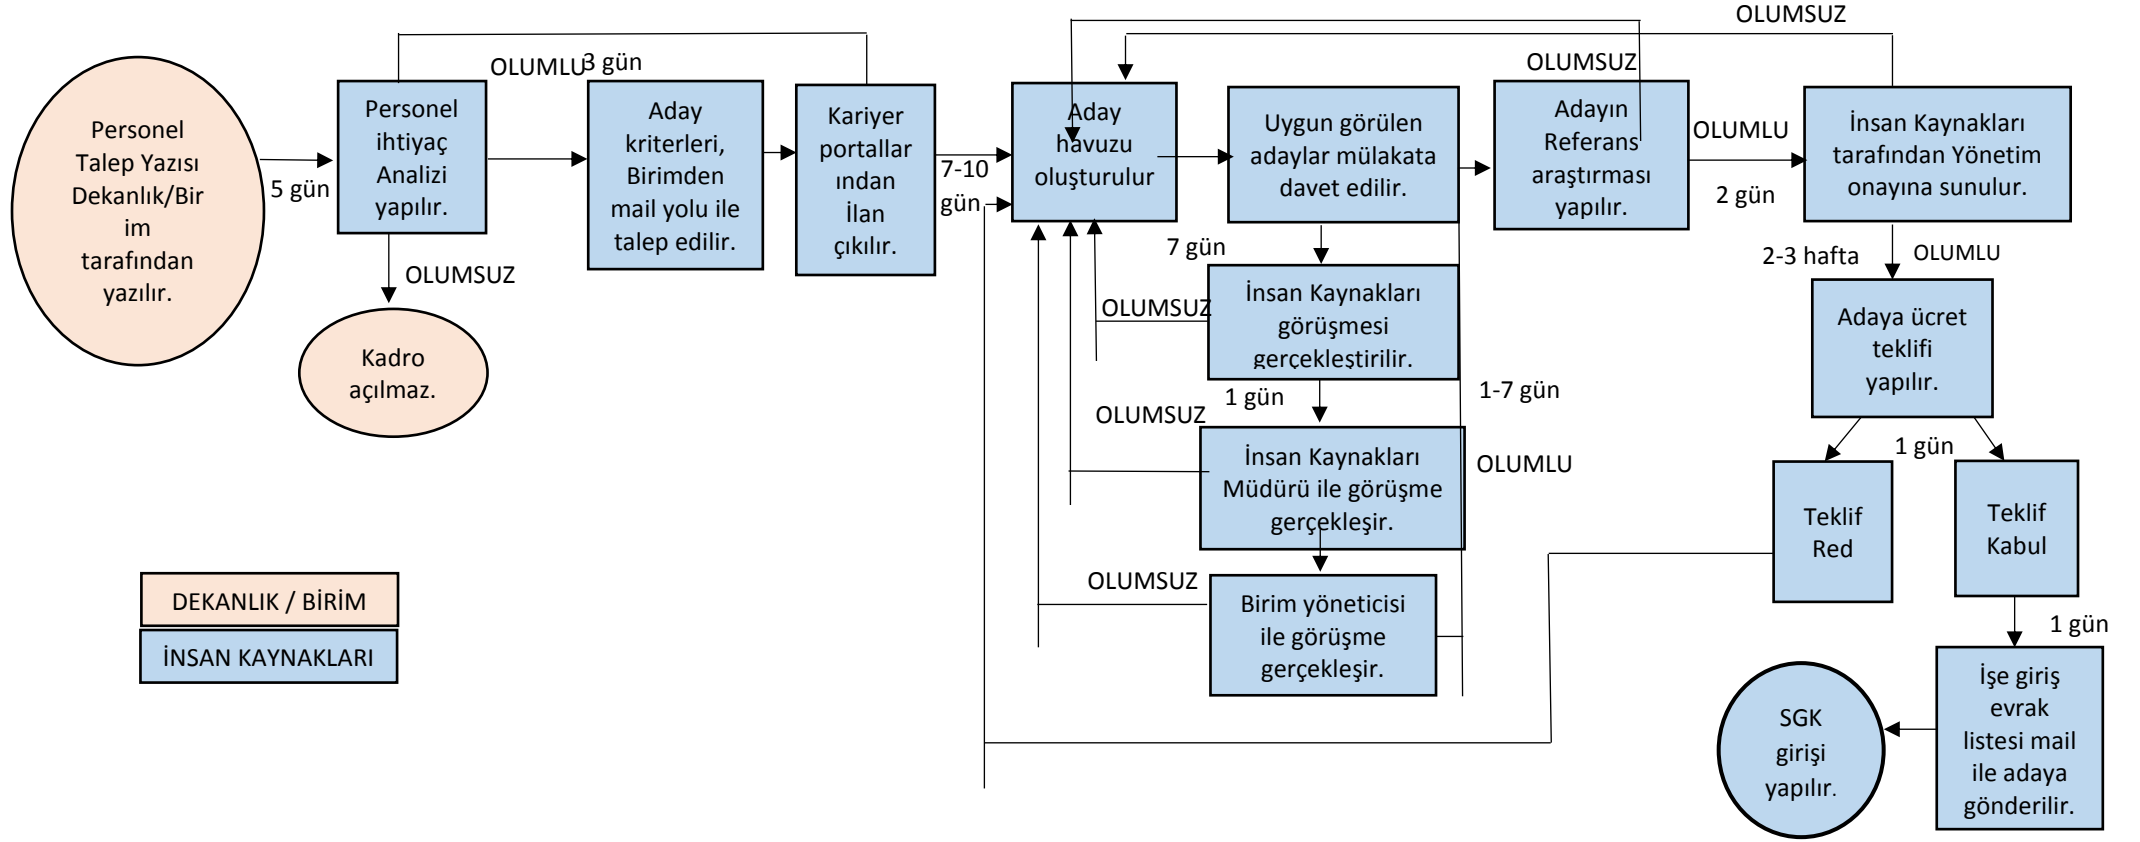 Personel
Talep Yazısı
Dekanlık/Bir
im
tarafından
yazılır.
5 gün
Personel
ihtiyaç
Analizi
yapılır.
OLUMSUZ
Kadro
açılmaz.
OLUMLU
3 gün
Aday
kriterleri,
Birimden
mail yolu ile
talep edilir.
Kariyer
portallar
ından
İlan
çıkılır.
7-10
gün
Aday
havuzu
oluşturulur
Uygun görülen
adaylar mülakata
davet edilir.
7 gün
OLUMSUZ
İnsan Kaynakları
görüşmesi
gerçekleştirilir.
1 gün
OLUMSUZ
İnsan Kaynakları
Müdürü ile görüşme
gerçekleşir.
OLUMSUZ
Birim yöneticisi
ile görüşme
gerçekleşir.
1-7 gün
OLUMLU
OLUMSUZ
Adayın
Referans
araştırması
yapılır.
OLUMLU
2 gün
OLUMSUZ
İnsan Kaynakları
tarafından Yönetim
onayına sunulur.
2-3 hafta
OLUMLU
Adaya ücret
teklifi
yapılır.
1 gün
Teklif
Red
Teklif
Kabul
1 gün
İşe giriş
evrak
listesi mail
ile adaya
gönderilir.
SGK
girişi
yapılır.
DEKANLIK / BİRİM
İNSAN KAYNAKLARI